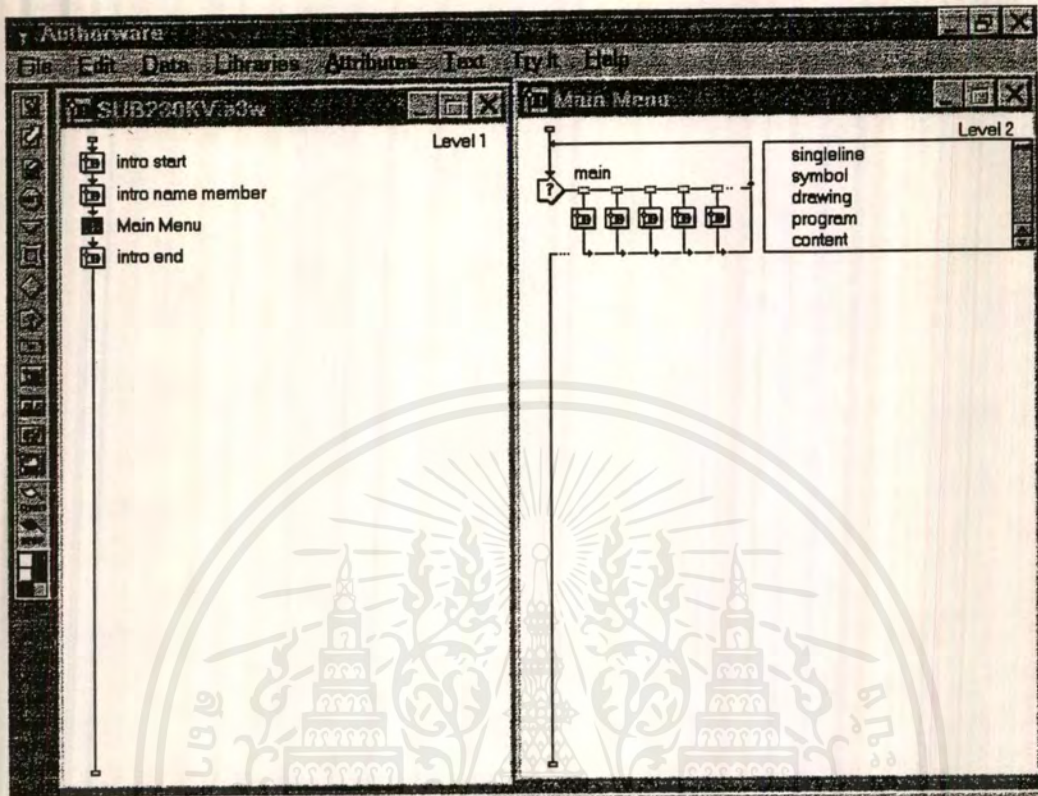 Authorware
File Edit Data Libraries Attributes Text Try It Help
SUB230KV.a3w
Level 1
intro start
intro name member
Main Menu
intro end
Main Menu
Level 2
main
?
singleline
symbol
drawing
program
content